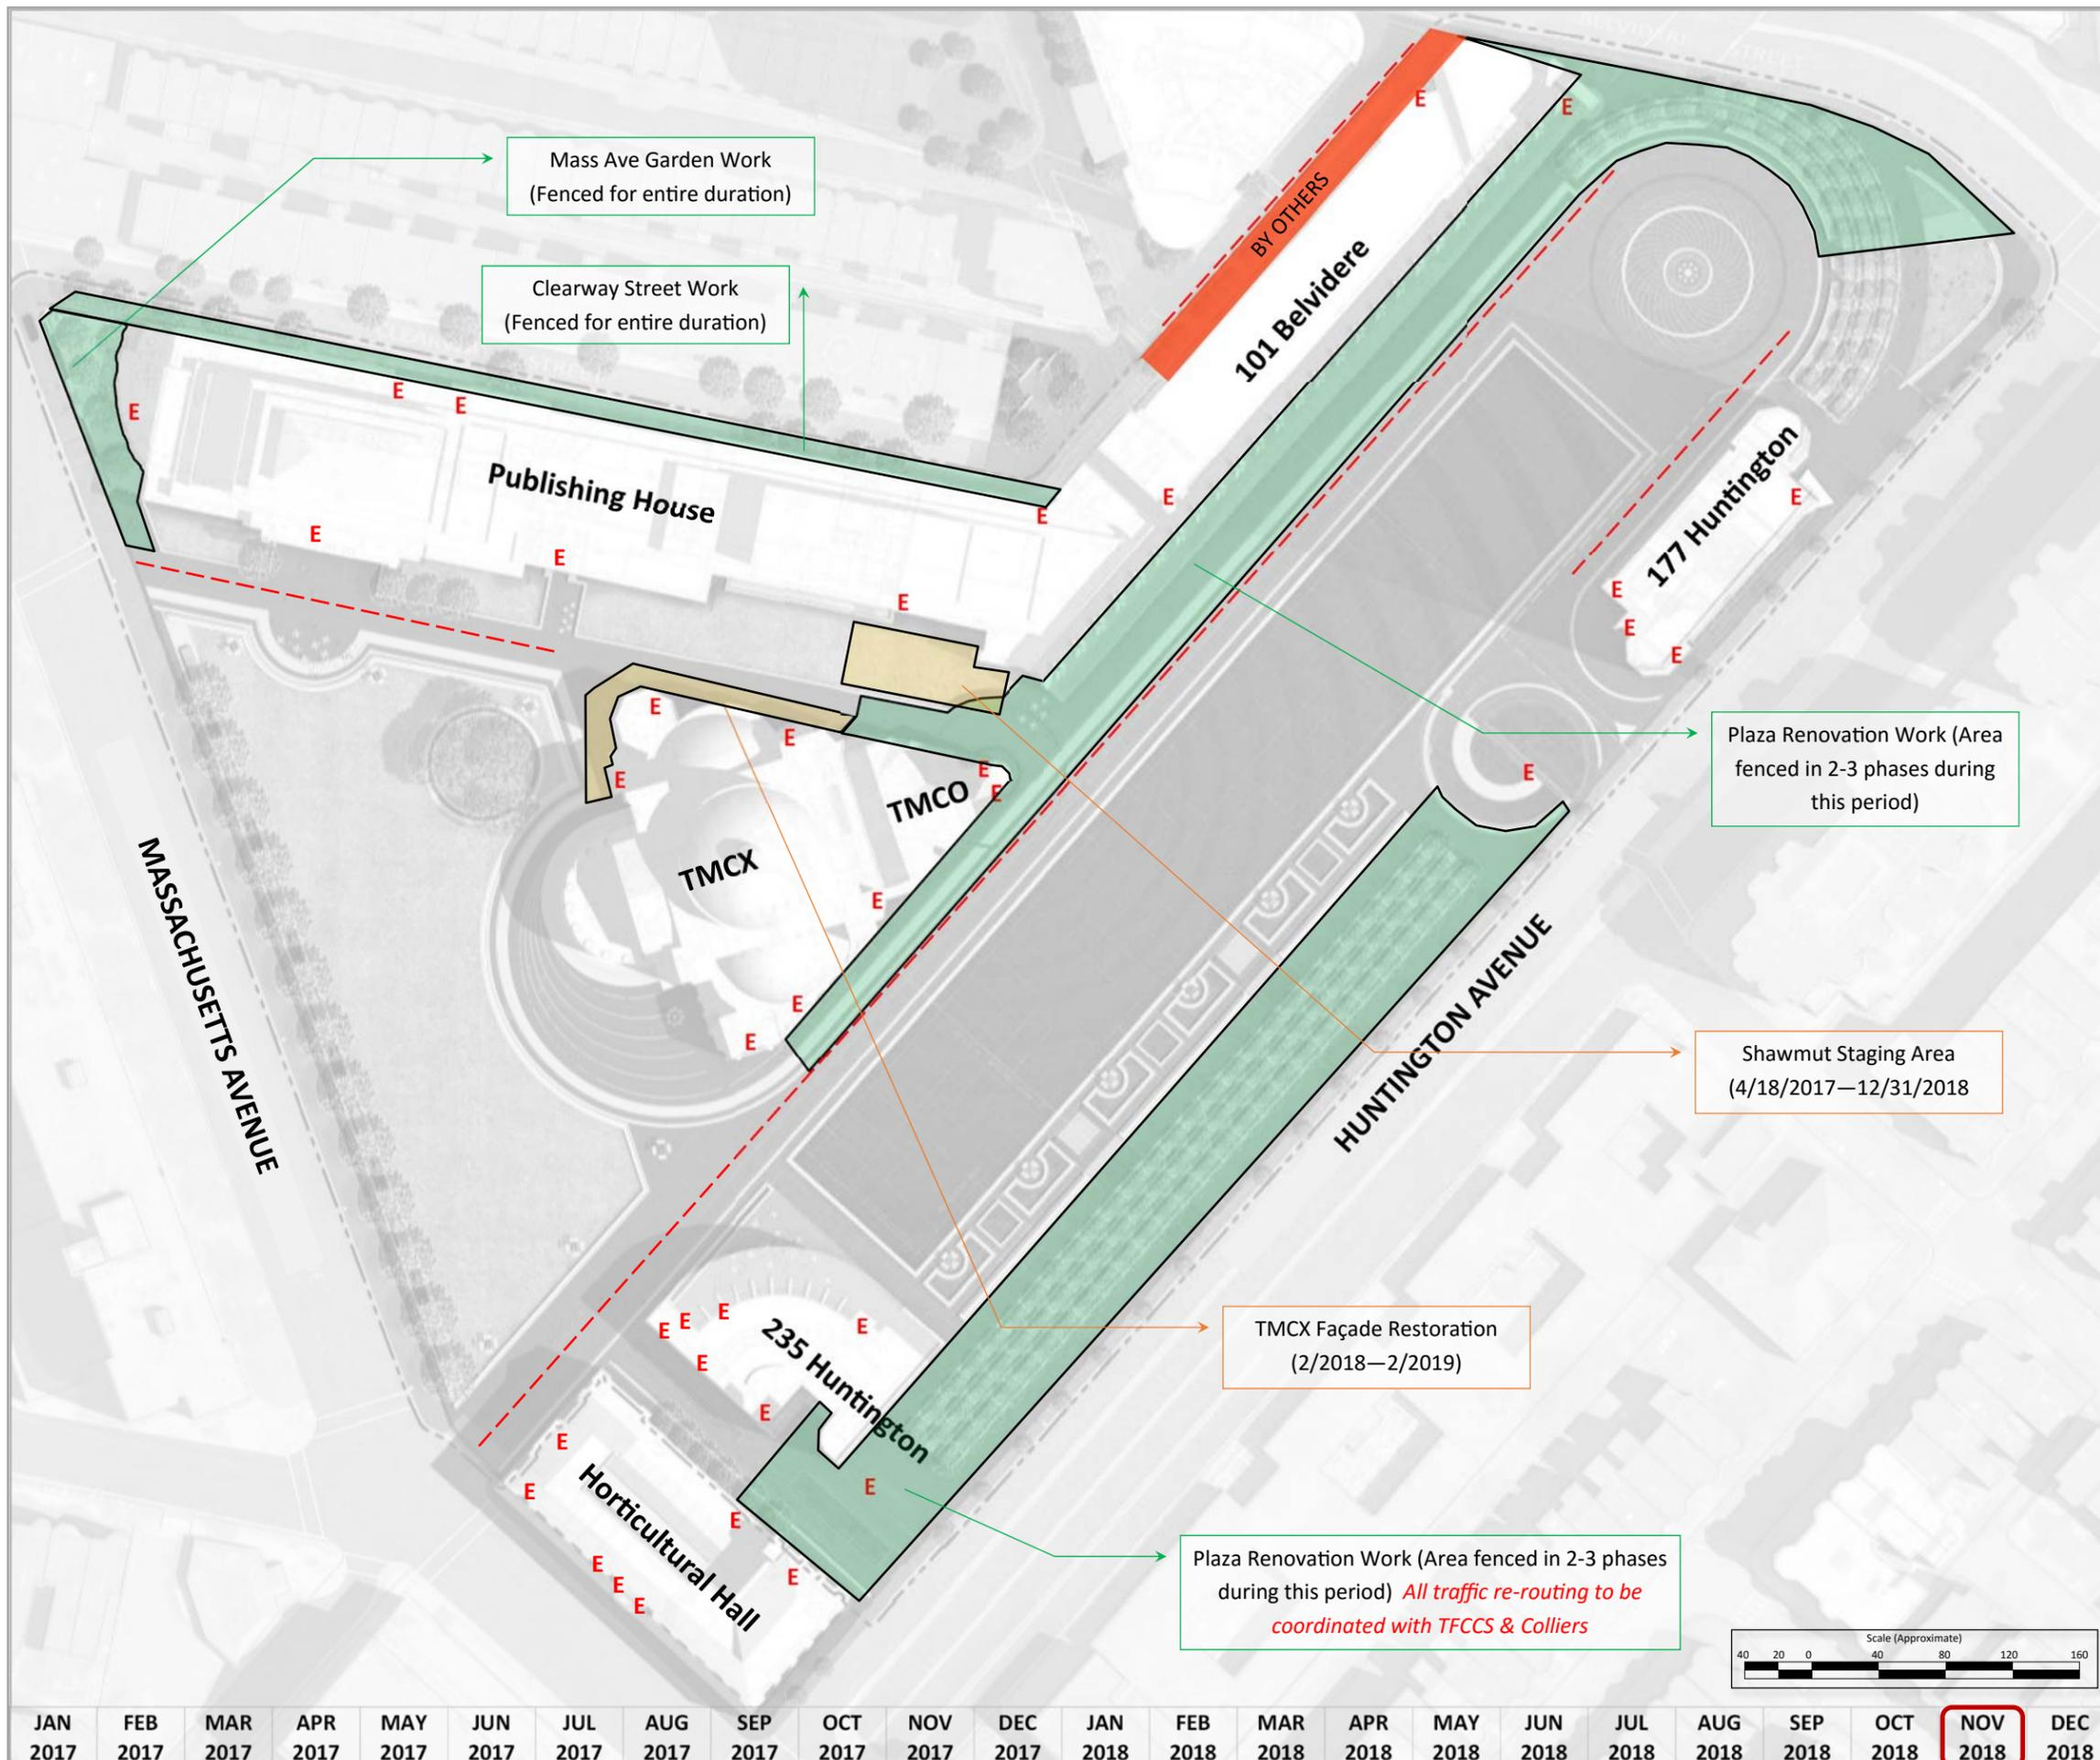 BELVIDERE STREET
Mass Ave Garden Work
(Fenced for entire duration)
Clearway Street Work
(Fenced for entire duration)
BY OTHERS
101 Belvidere
E
E
E
E
E
E
Publishing House
E
E
E
E
E
E
177 Huntington
E
E
E
E
E
E
E
E
E
TMCO
E
TMCX
E
E
E
E
MASSACHUSETTS AVENUE
HUNTINGTON AVENUE
Plaza Renovation Work (Area
fenced in 2-3 phases during
this period)
Shawmut Staging Area
(4/18/2017—12/31/2018
TMCX Façade Restoration
(2/2018—2/2019)
E
E
E
E
E
E
235 Huntington
E
E
E
E
E
E
E
E
Horticultural Hall
Plaza Renovation Work (Area fenced in 2-3 phases
during this period) All traffic re-routing to be
coordinated with TFCCS & Colliers
Scale (Approximate)
40 20 0 40 80 120 160
JAN FEB MAR APR MAY JUN JUL AUG SEP OCT NOV DEC JAN FEB MAR APR MAY JUN JUL AUG SEP OCT NOV DEC
2017 2017 2017 2017 2017 2017 2017 2017 2017 2017 2017 2017 2018 2018 2018 2018 2018 2018 2018 2018 2018 2018 2018 2018